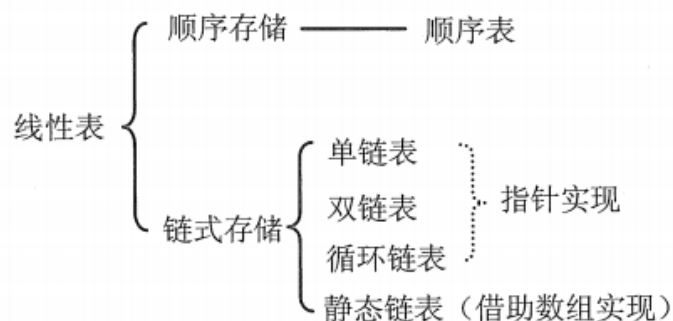 顺序存储 顺序表
线性表
单链表
双链表 指针实现
链式存储
循环链表
静态链表（借助数组实现）